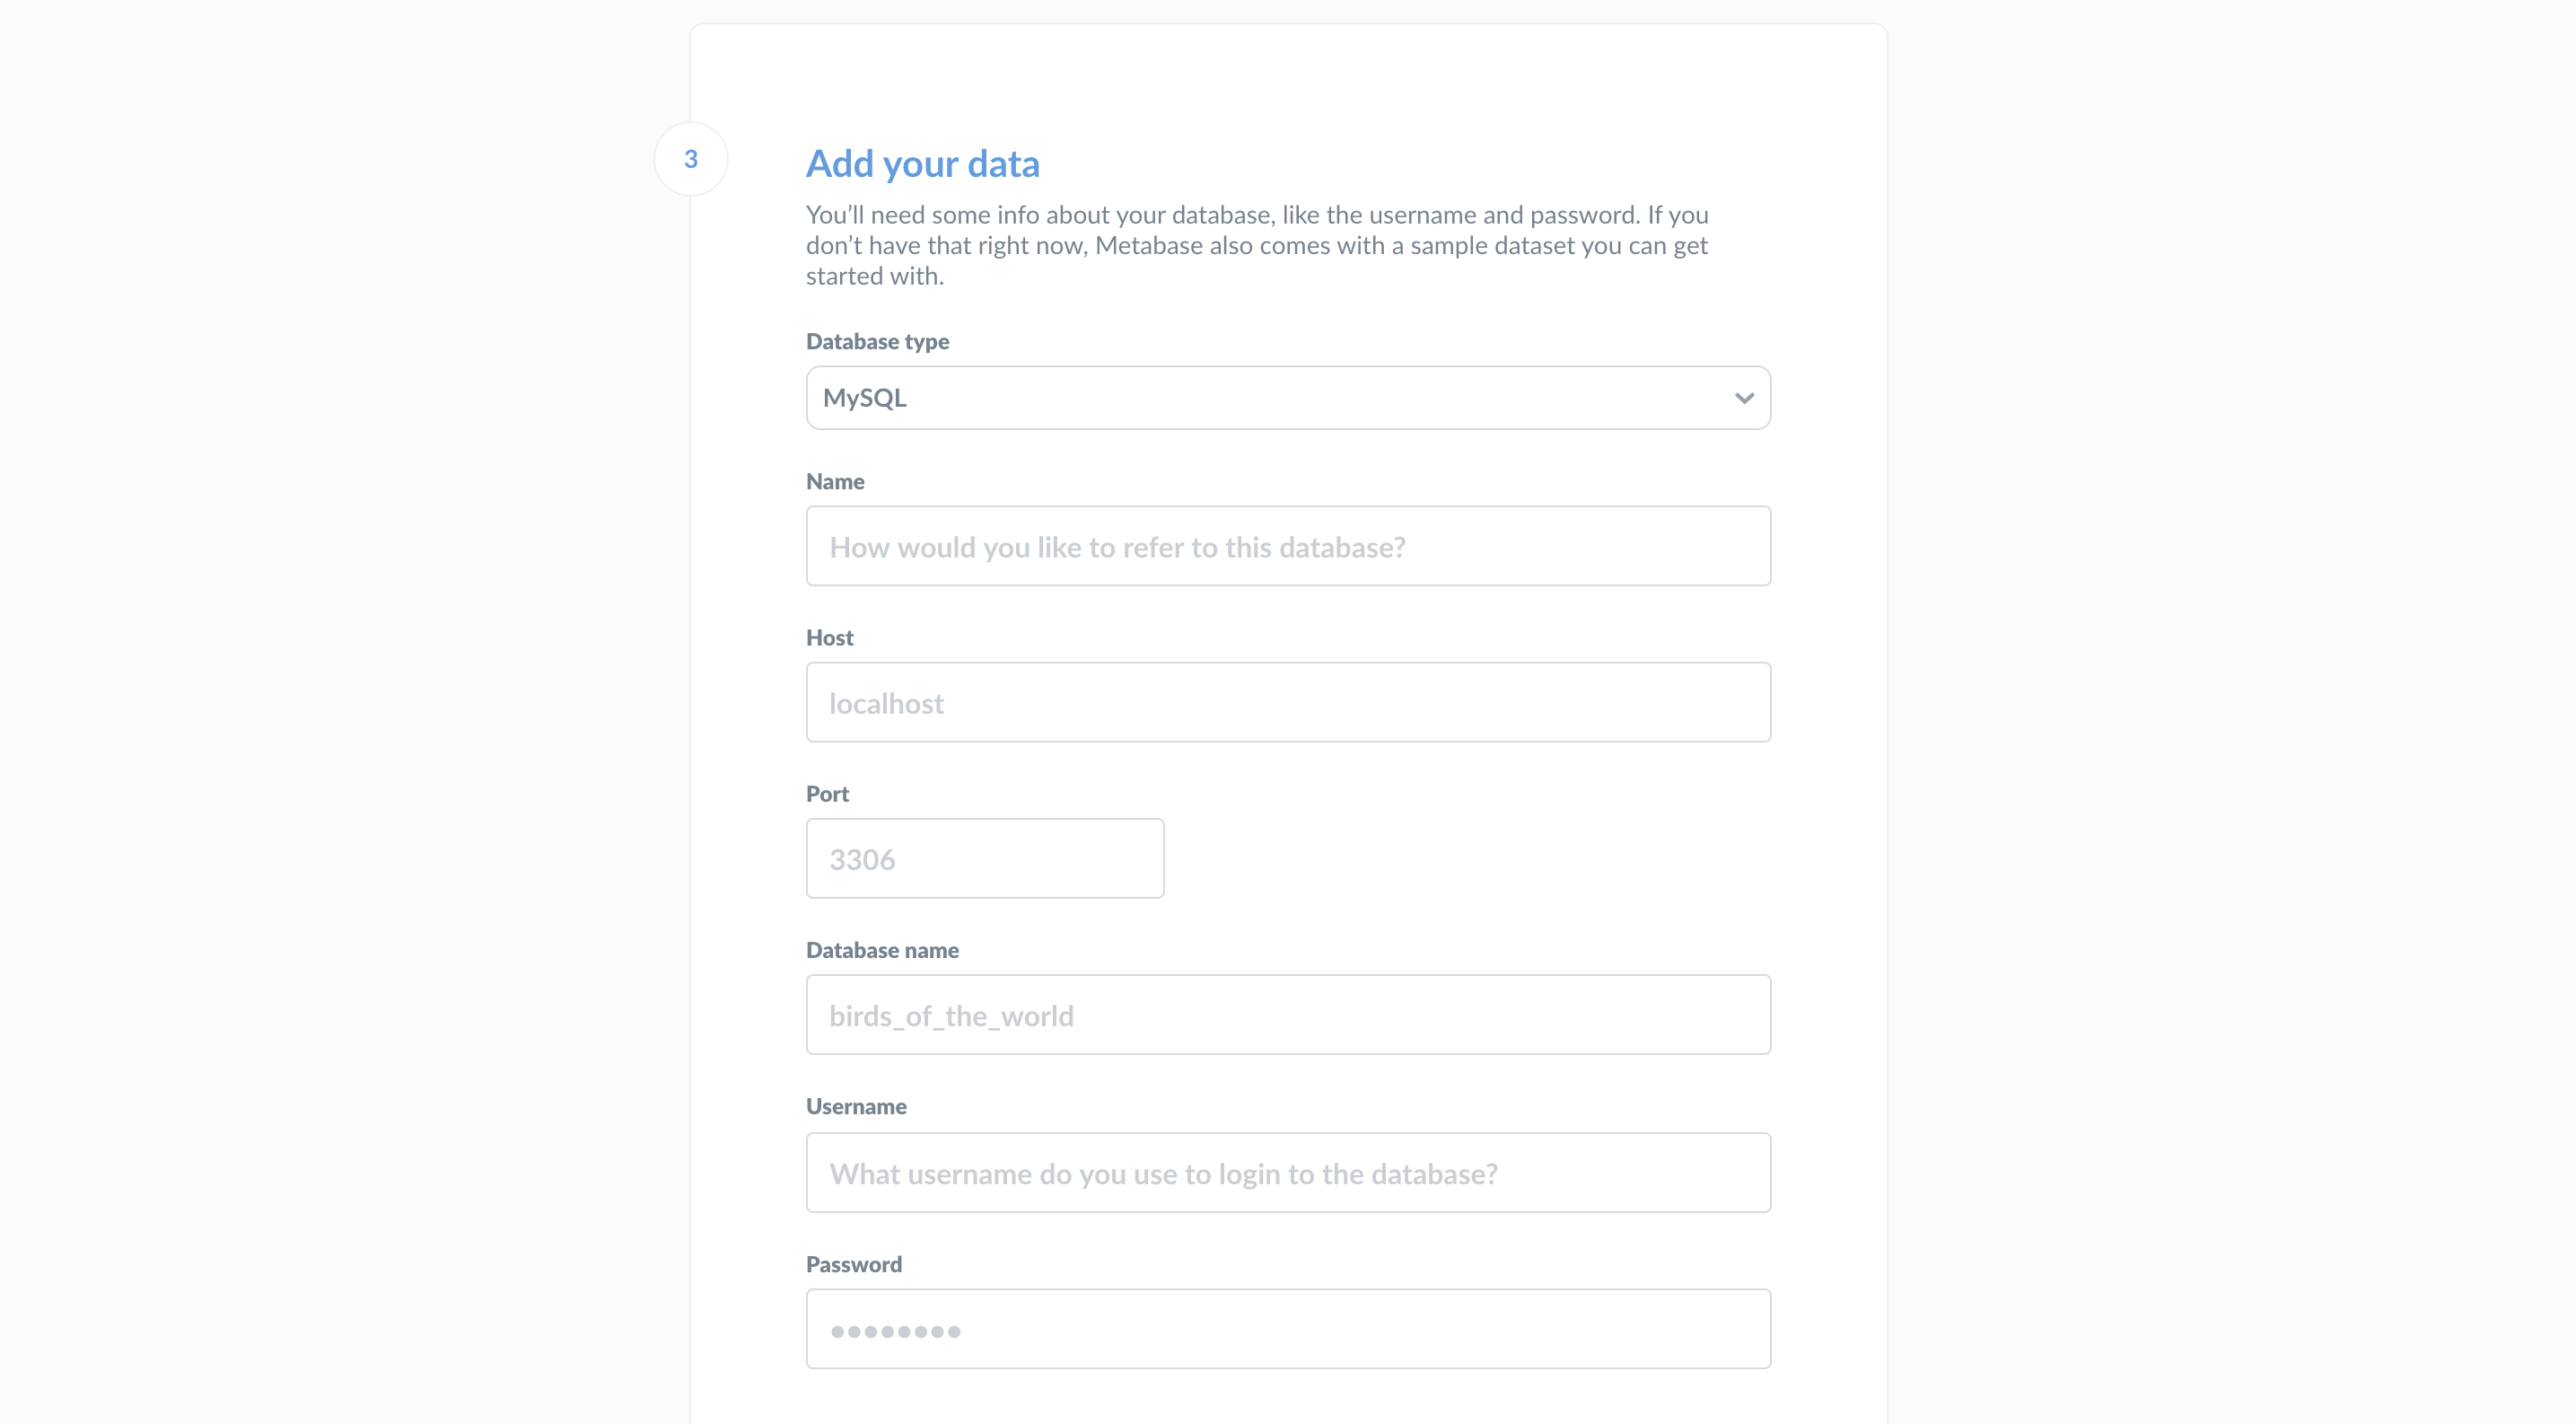 3
Add your data
You’ll need some info about your database, like the username and password. If you
don’t have that right now, Metabase also comes with a sample dataset you can get
started with.
Database type
MySQL
Name
How would you like to refer to this database?
Host
localhost
Port
3306
Database name
birds_of_the_world
Username
What username do you use to login to the database?
Password
●●●●●●●●